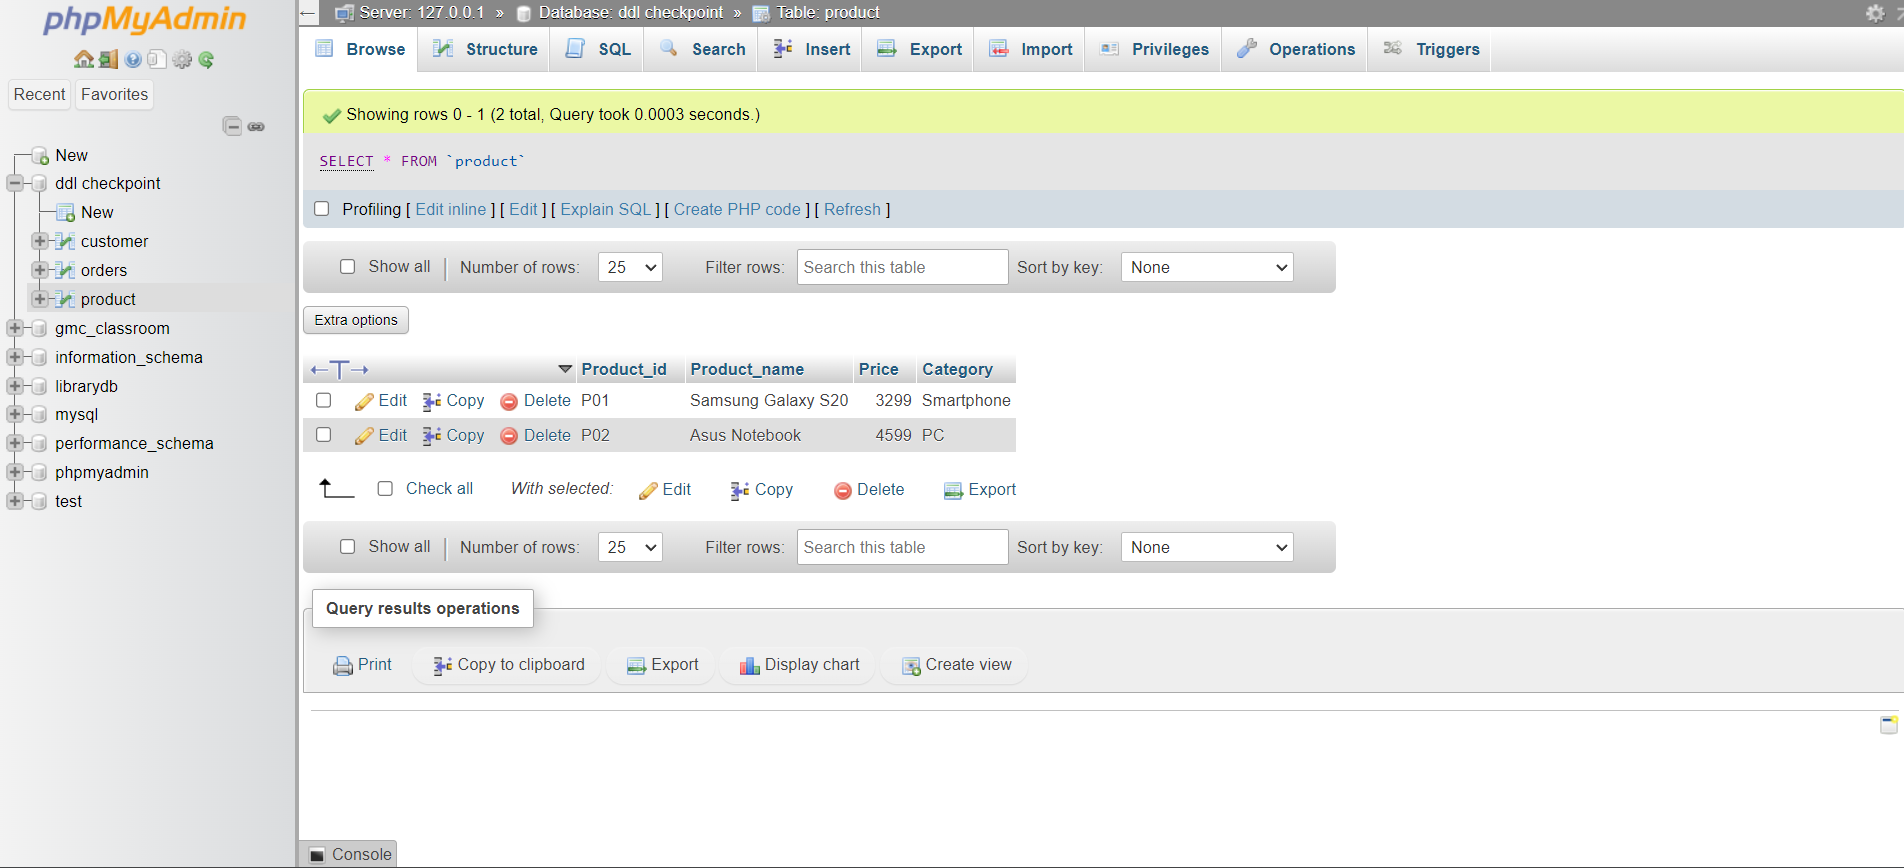 phpMyAdmin
Recent Favorites
New
ddl checkpoint
New
customer
orders
product
gmc_classroom
information_schema
librarydb
mysql
performance_schema
phpmyadmin
test
Server: 127.0.0.1 » Database: ddl checkpoint » Table: product
Browse Structure SQL Search Insert Export Import Privileges Operations Triggers
Showing rows 0 - 1 (2 total, Query took 0.0003 seconds.)
SELECT * FROM `product`
Profiling [ Edit inline ] [ Edit ] [ Explain SQL ] [ Create PHP code ] [ Refresh ]
Show all Number of rows: 25 Filter rows: Search this table Sort by key: None
Extra options
Product_id Product_name Price Category
Edit Copy Delete P01 Samsung Galaxy S20 3299 Smartphone
Edit Copy Delete P02 Asus Notebook 4599 PC
Check all With selected: Edit Copy Delete Export
Show all Number of rows: 25 Filter rows: Search this table Sort by key: None
Query results operations
Print Copy to clipboard Export Display chart Create view
Console